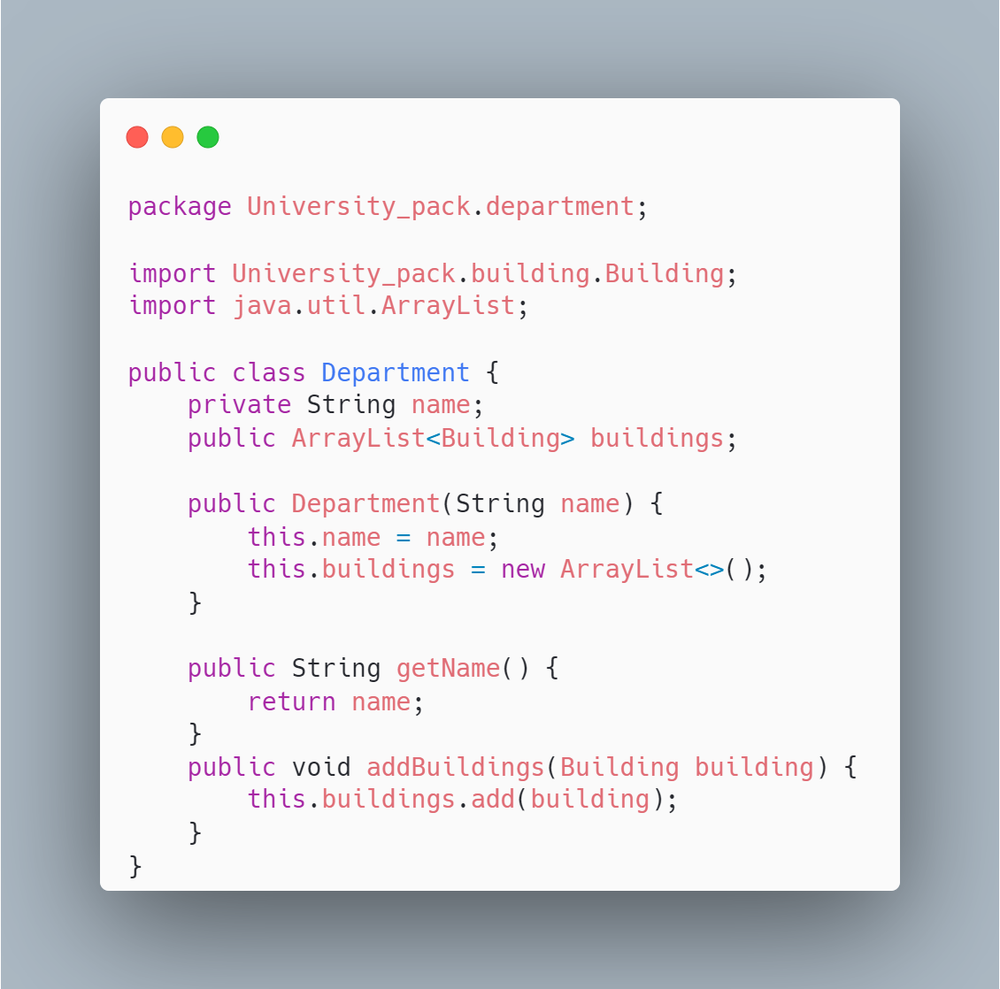 package University_pack.department;

import University_pack.building.Building;
import java.util.ArrayList;

public class Department {
    private String name;
    public ArrayList<Building> buildings;

    public Department(String name) {
        this.name = name;
        this.buildings = new ArrayList<>();
    }

    public String getName() {
        return name;
    }
    public void addBuildings(Building building) {
        this.buildings.add(building);
    }
}